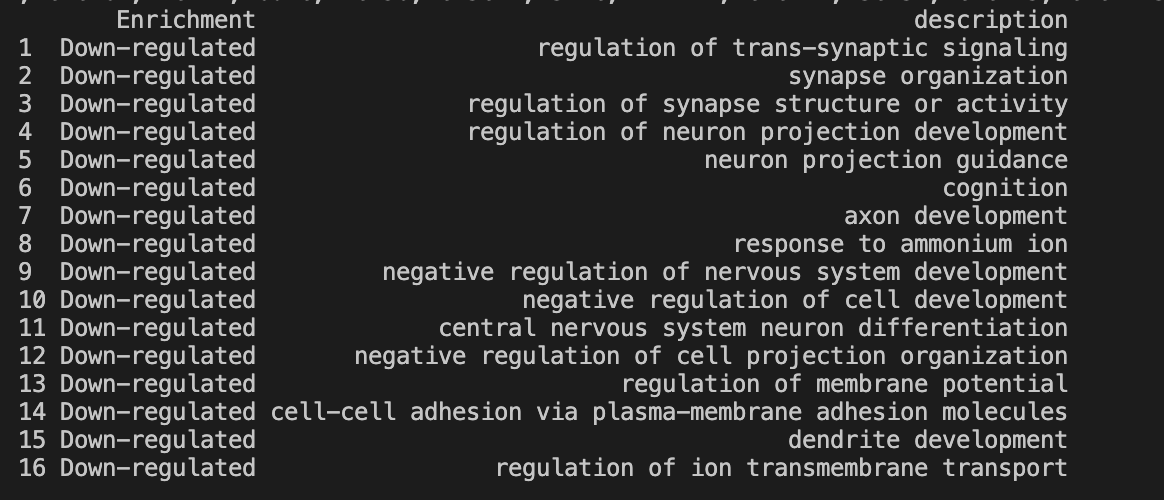 Enrichment description
1 Down-regulated regulation of trans-synaptic signaling
2 Down-regulated synapse organization
3 Down-regulated regulation of synapse structure or activity
4 Down-regulated regulation of neuron projection development
5 Down-regulated neuron projection guidance
6 Down-regulated cognition
7 Down-regulated axon development
8 Down-regulated response to ammonium ion
9 Down-regulated negative regulation of nervous system development
10 Down-regulated negative regulation of cell development
11 Down-regulated central nervous system neuron differentiation
12 Down-regulated negative regulation of cell projection organization
13 Down-regulated regulation of membrane potential
14 Down-regulated cell-cell adhesion via plasma-membrane adhesion molecules
15 Down-regulated dendrite development
16 Down-regulated regulation of ion transmembrane transport